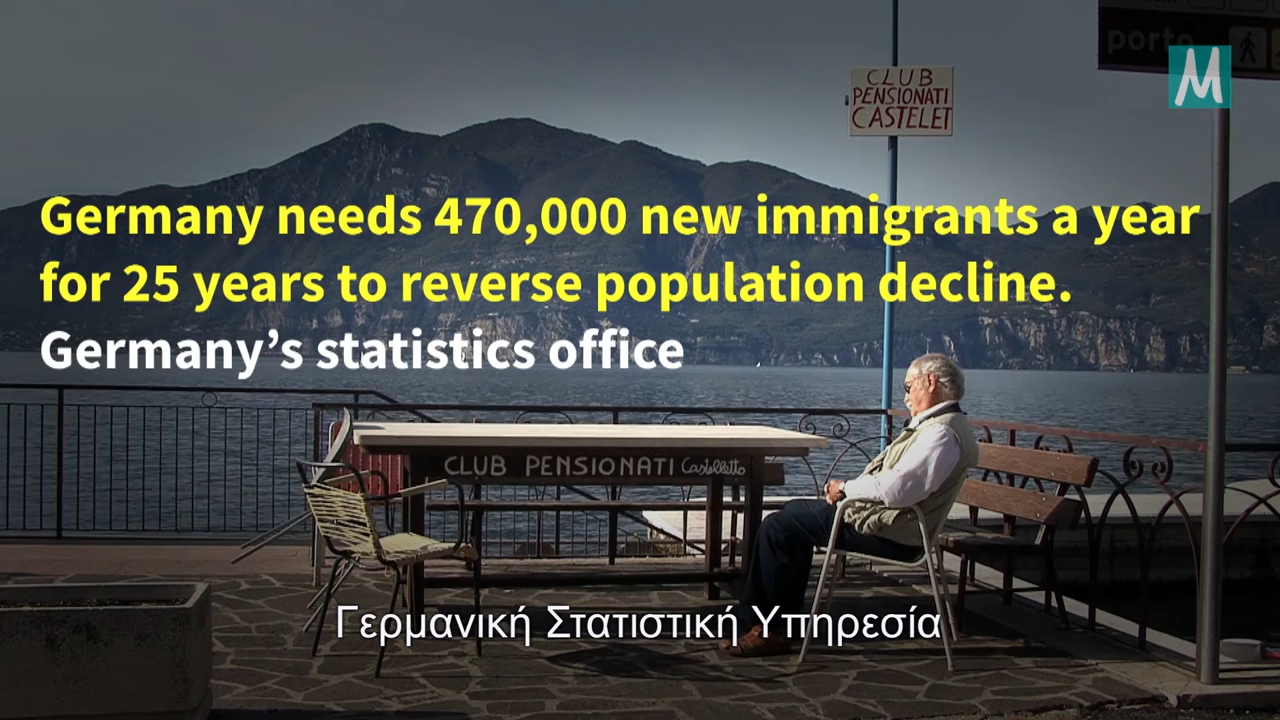 porto
M
CLUB
PENSIONATI
CASTELET
Germany needs 470,000 new immigrants a year
for 25 years to reverse population decline.
Germany’s statistics office
CLUB PENSIONATI Castelletto
Γερμανική Στατιστική Υπηρεσία